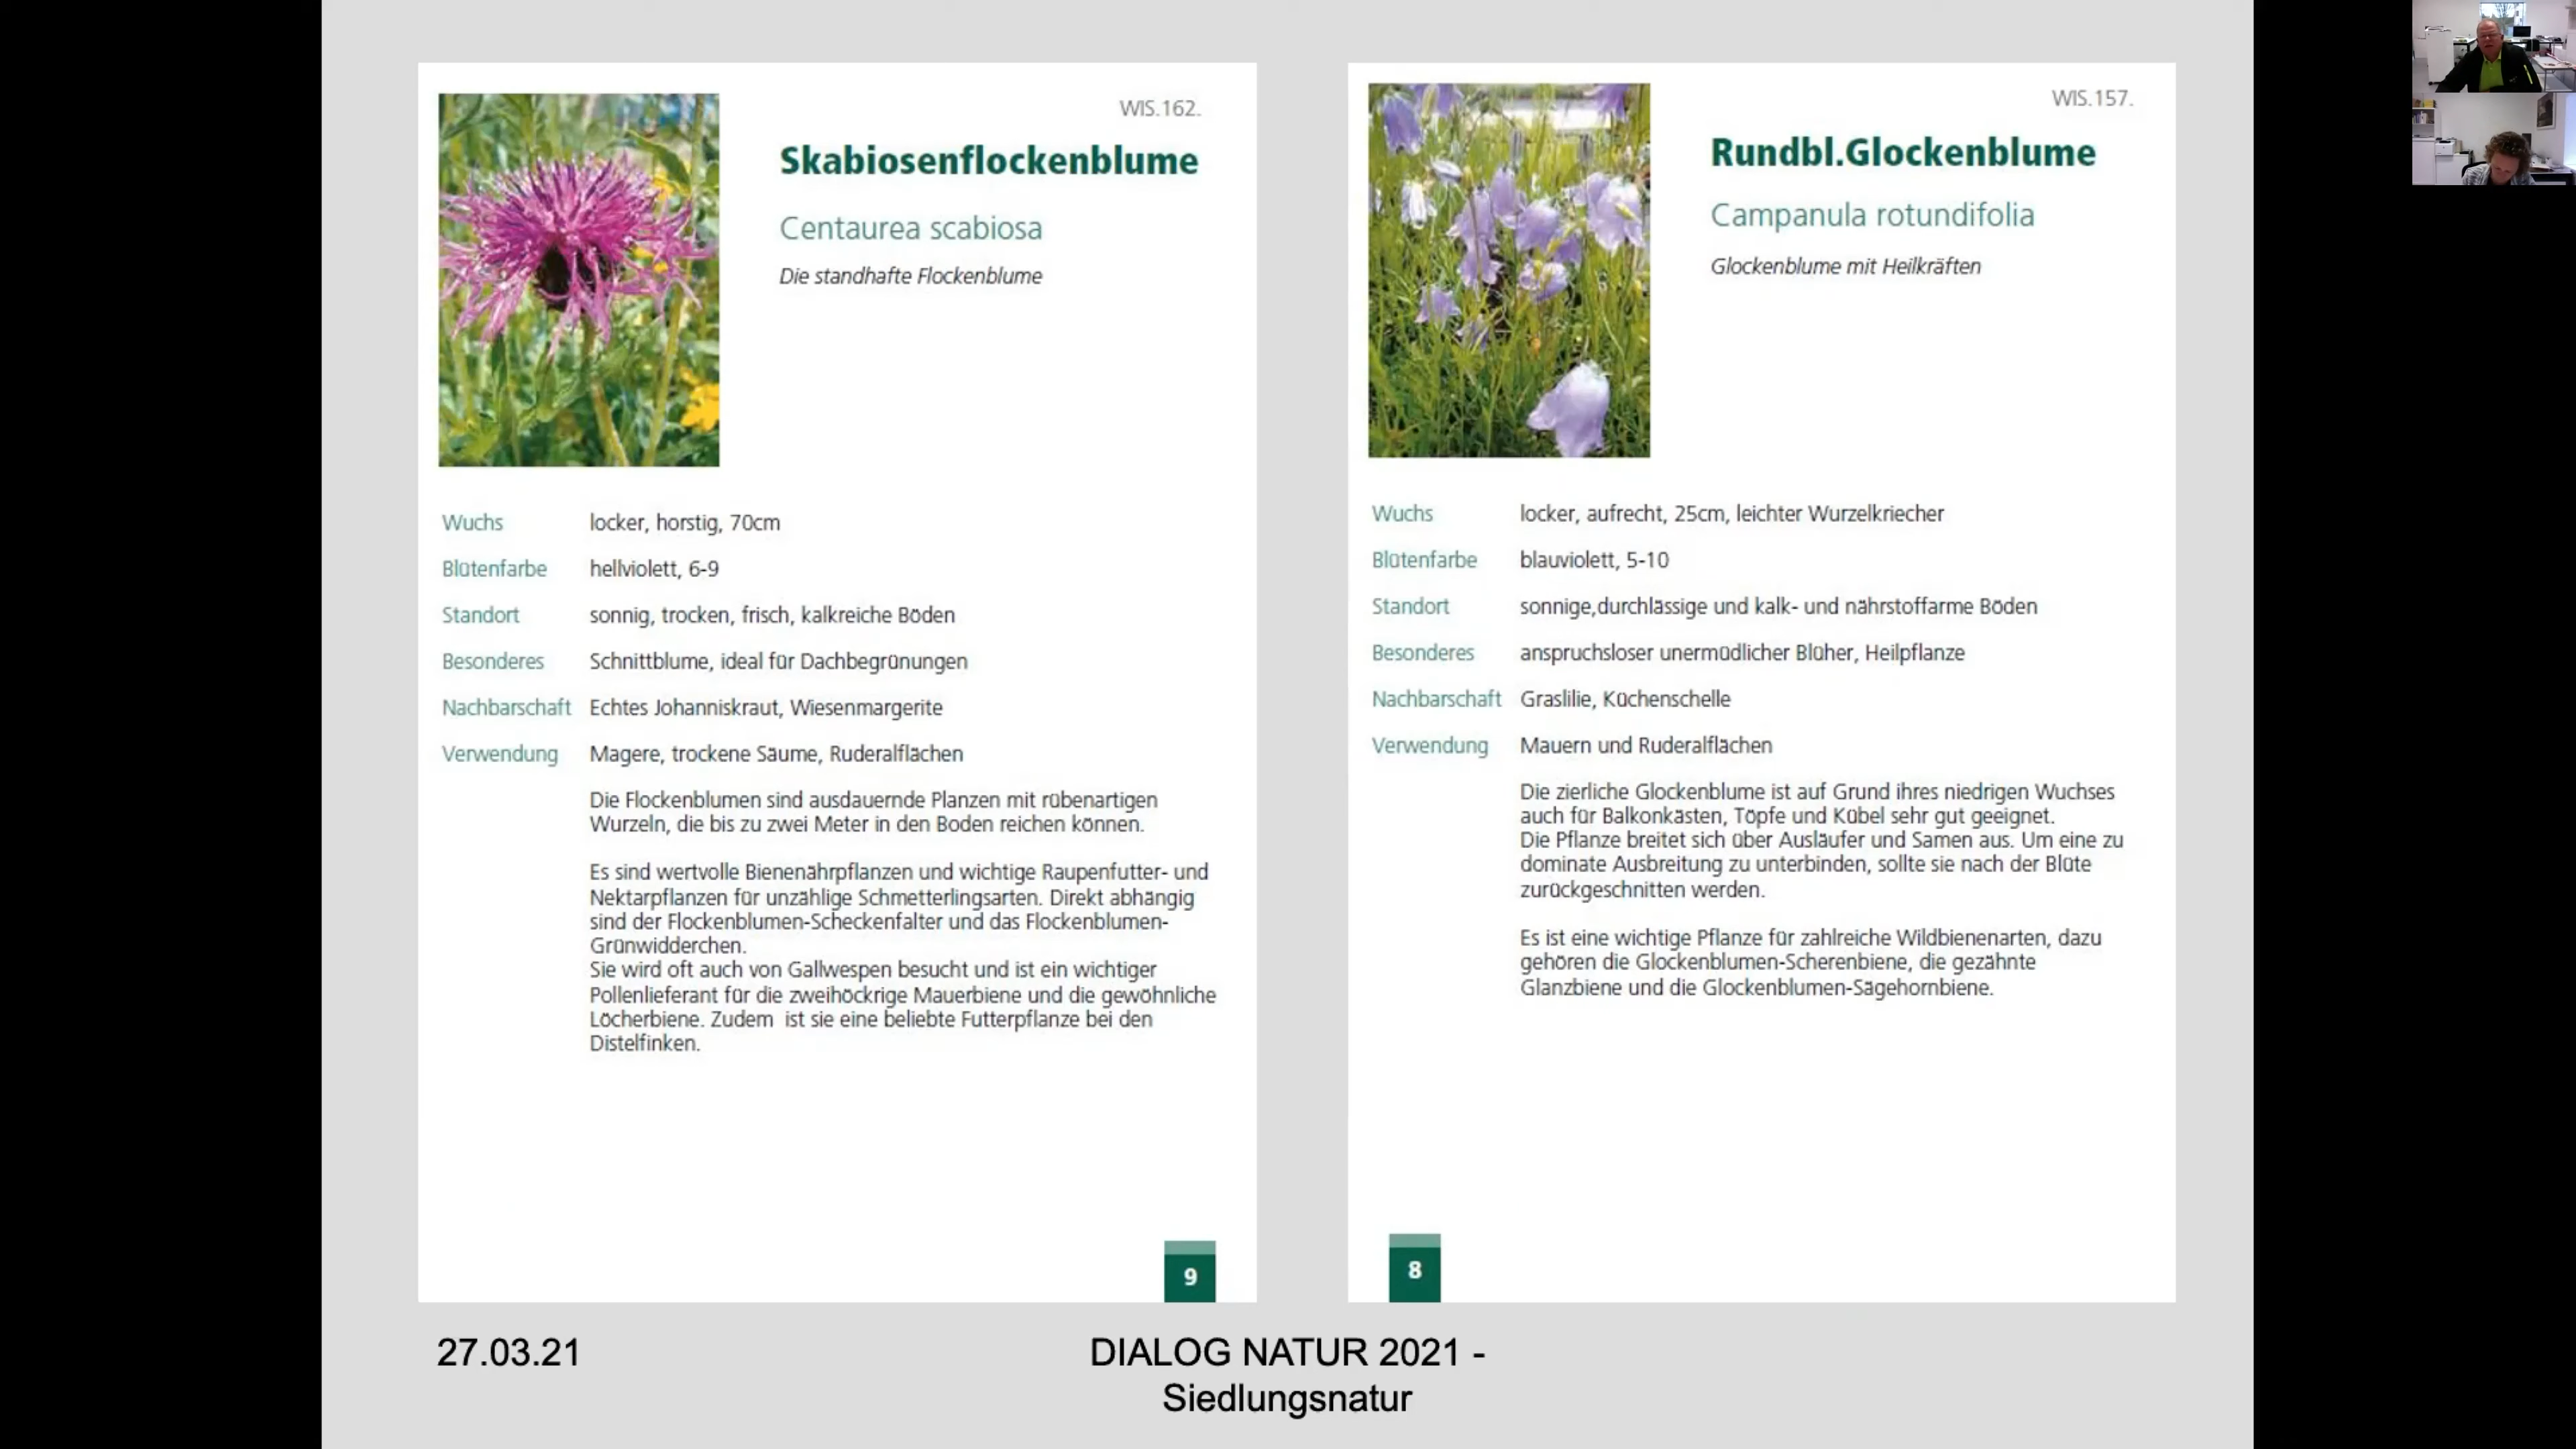 WIS.162.
Skabiosenflockenblume
Centaurea scabiosa
Die standhafte Flockenblume
Wuchs locker, horstig, 70cm
Blütenfarbe hellviolett, 6-9
Standort sonnig, trocken, frisch, kalkreiche Böden
Besonderes Schnittblume, ideal für Dachbegrünungen
Nachbarschaft Echtes Johanniskraut, Wiesenmargerite
Verwendung Magere, trockene Säume, Ruderalflächen
Die Flockenblumen sind ausdauernde Planzen mit rübenartigen
Wurzeln, die bis zu zwei Meter in den Boden reichen können.
Es sind wertvolle Bienenährpflanzen und wichtige Raupenfutter- und
Nektarpflanzen für unzählige Schmetterlingsarten. Direkt abhängig
sind der Flockenblumen-Scheckenfalter und das Flockenblumen-
Grünwidderchen.
Sie wird oft auch von Gallwespen besucht und ist ein wichtiger
Pollenlieferant für die zweihöckrige Mauerbiene und die gewöhnliche
Löcherbiene. Zudem ist sie eine beliebte Futterpflanze bei den
Distelfinken.
9
WIS.157.
Rundbl.Glockenblume
Campanula rotundifolia
Glockenblume mit Heilkräften
Wuchs locker, aufrecht, 25cm, leichter Wurzelkriecher
Blütenfarbe blauviolett, 5-10
Standort sonnige,durchlässige und kalk- und nährstoffarme Böden
Besonderes anspruchsloser unermüdlicher Blüher, Heilpflanze
Nachbarschaft Graslilie, Küchenschelle
Verwendung Mauern und Ruderalflächen
Die zierliche Glockenblume ist auf Grund ihres niedrigen Wuchses
auch für Balkonkästen, Töpfe und Kübel sehr gut geeignet.
Die Pflanze breitet sich über Ausläufer und Samen aus. Um eine zu
dominate Ausbreitung zu unterbinden, sollte sie nach der Blüte
zurückgeschnitten werden.
Es ist eine wichtige Pflanze für zahlreiche Wildbienenarten, dazu
gehören die Glockenblumen-Scherenbiene, die gezähnte
Glanzbiene und die Glockenblumen-Sägehornbiene.
8
27.03.21
DIALOG NATUR 2021 -
Siedlungsnatur